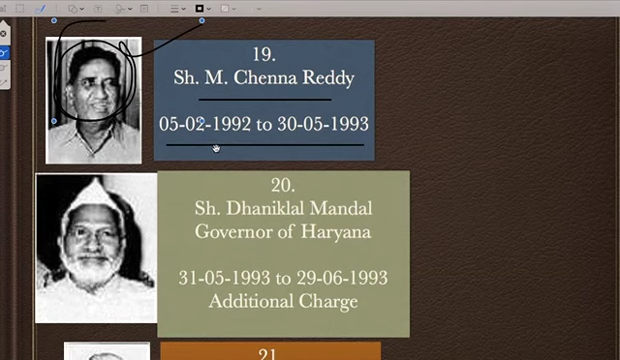 19.
Sh. M. Chenna Reddy
05-02-1992 to 30-05-1993
20.
Sh. Dhaniklal Mandal
Governor of Haryana
31-05-1993 to 29-06-1993
Additional Charge
21